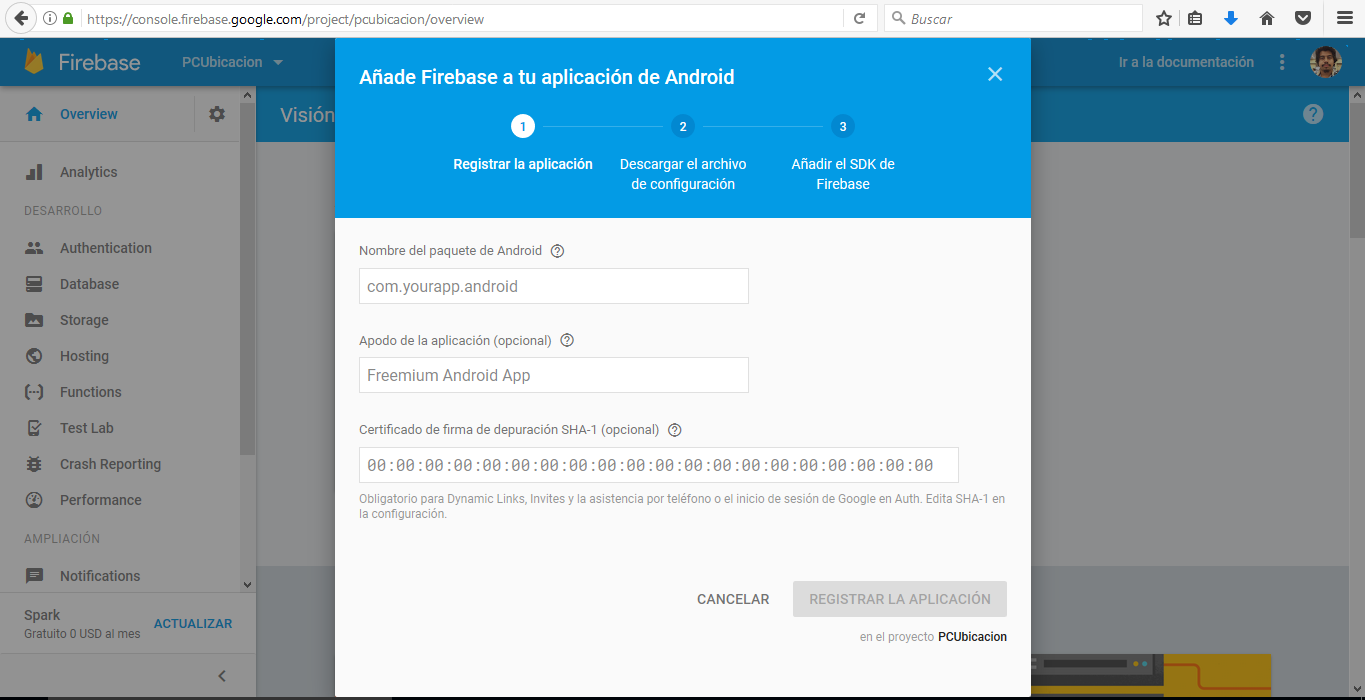 https://console.firebase.google.com/project/pcubicacion/overview
Buscar
Firebase
PCUbicacion
Ir a la documentación
Overview
Analytics
DESARROLLO
Authentication
Database
Storage
Hosting
Functions
Test Lab
Crash Reporting
Performance
AMPLIACIÓN
Notifications
Spark
Gratuito 0 USD al mes
ACTUALIZAR
Visión
Añade Firebase a tu aplicación de Android
1
2
3
Registrar la aplicación
Descargar el archivo
de configuración
Añadir el SDK de
Firebase
Nombre del paquete de Android
com.yourapp.android
Apodo de la aplicación (opcional)
Freemium Android App
Certificado de firma de depuración SHA-1 (opcional)
00:00:00:00:00:00:00:00:00:00:00:00:00:00:00:00:00:00:00:00
Obligatorio para Dynamic Links, Invites y la asistencia por teléfono o el inicio de sesión de Google en Auth. Edita SHA-1 en
la configuración.
CANCELAR
REGISTRAR LA APLICACIÓN
en el proyecto PCUbicacion